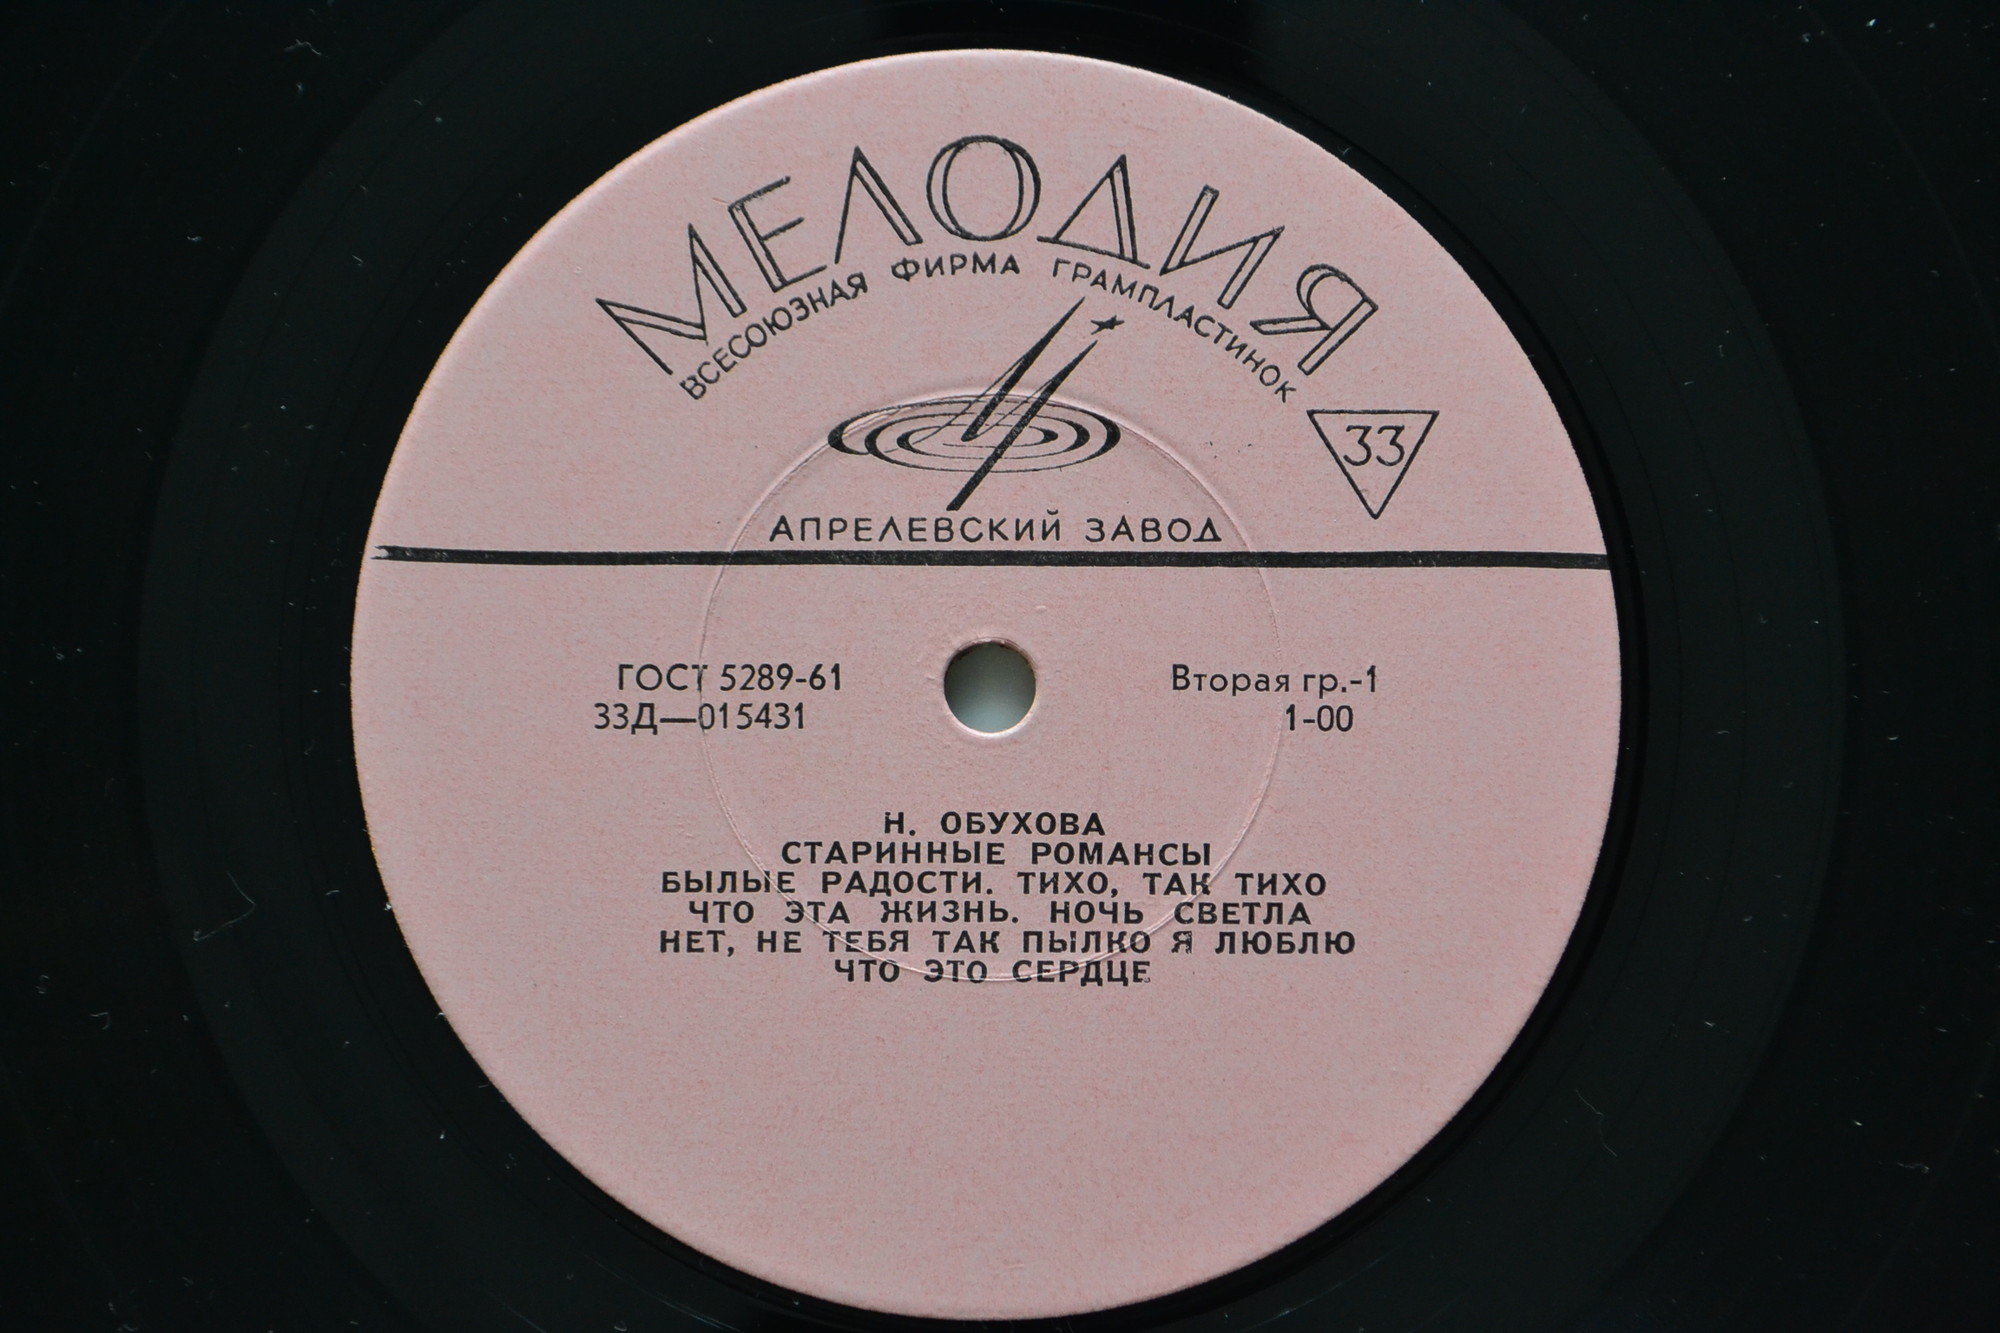 МЕЛОДИЯ
ВСЕСОЮЗНАЯ ФИРМА ГРАМПЛАСТИНОК
33
АПРЕЛЕВСКИЙ ЗАВОД
ГОСТ 5289-61
33Д—015431
Вторая гр.-1
1-00
Н. ОБУХОВА
СТАРИННЫЕ РОМАНСЫ
БЫЛЫЕ РАДОСТИ. ТИХО, ТАК ТИХО
ЧТО ЭТА ЖИЗНЬ. НОЧЬ СВЕТЛА
НЕТ, НЕ ТЕБЯ ТАК ПЫЛКО Я ЛЮБЛЮ
ЧТО ЭТО СЕРДЦЕ